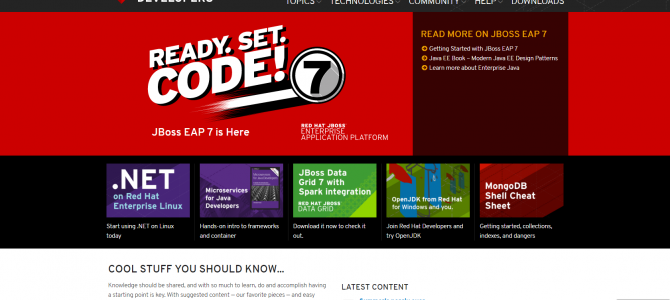 DEVELOPERS
TOPICS TECHNOLOGIES COMMUNITY HELP DOWNLOADS
READY. SET.
CODE!
7
JBoss EAP 7 is Here
RED HAT JBOSS
ENTERPRISE
APPLICATION PLATFORM
READ MORE ON JBOSS EAP 7
Getting Started with JBoss EAP 7
Java EE Book – Modern Java EE Design Patterns
Learn more about Enterprise Java
.NET
on Red Hat
Enterprise Linux
Start using .NET on Linux
today
Microservices
for Java
Developers
Hands-on intro to frameworks
and container
JBoss Data
Grid 7 with
Spark Integration
RED HAT JBOSS
DATA GRID
Download it now to check it
out.
OpenJDK from Red Hat
for Windows and you.
Join Red Hat Developers and
try OpenJDK
MongoDB
Shell Cheat
Sheet
Getting started, collections,
indexes, and dangers
COOL STUFF YOU SHOULD KNOW...
Knowledge should be shared, and with so much to learn, do and accomplish having
a starting point is key. With suggested content – our favorite pieces – and easy
LATEST CONTENT